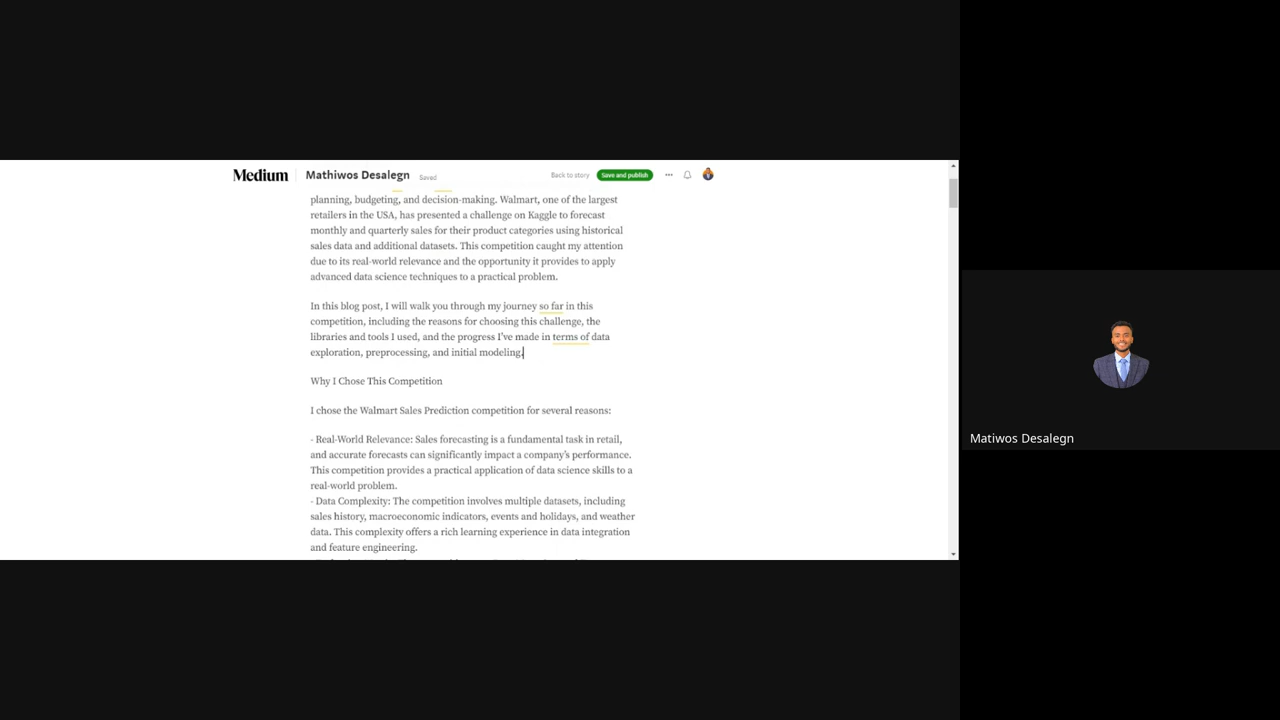 Medium
Mathiwos Desalegn
Saved
Back to story
Save and publish
planning, budgeting, and decision-making. Walmart, one of the largest
retailers in the USA, has presented a challenge on Kaggle to forecast
monthly and quarterly sales for their product categories using historical
sales data and additional datasets. This competition caught my attention
due to its real-world relevance and the opportunity it provides to apply
advanced data science techniques to a practical problem.
In this blog post, I will walk you through my journey so far in this
competition, including the reasons for choosing this challenge, the
libraries and tools I used, and the progress I've made in terms of data
exploration, preprocessing, and initial modeling.
Why I Chose This Competition
I chose the Walmart Sales Prediction competition for several reasons:
- Real-World Relevance: Sales forecasting is a fundamental task in retail,
and accurate forecasts can significantly impact a company's performance.
This competition provides a practical application of data science skills to a
real-world problem.
- Data Complexity: The competition involves multiple datasets, including
sales history, macroeconomic indicators, events and holidays, and weather
data. This complexity offers a rich learning experience in data integration
and feature engineering.
Matiwos Desalegn